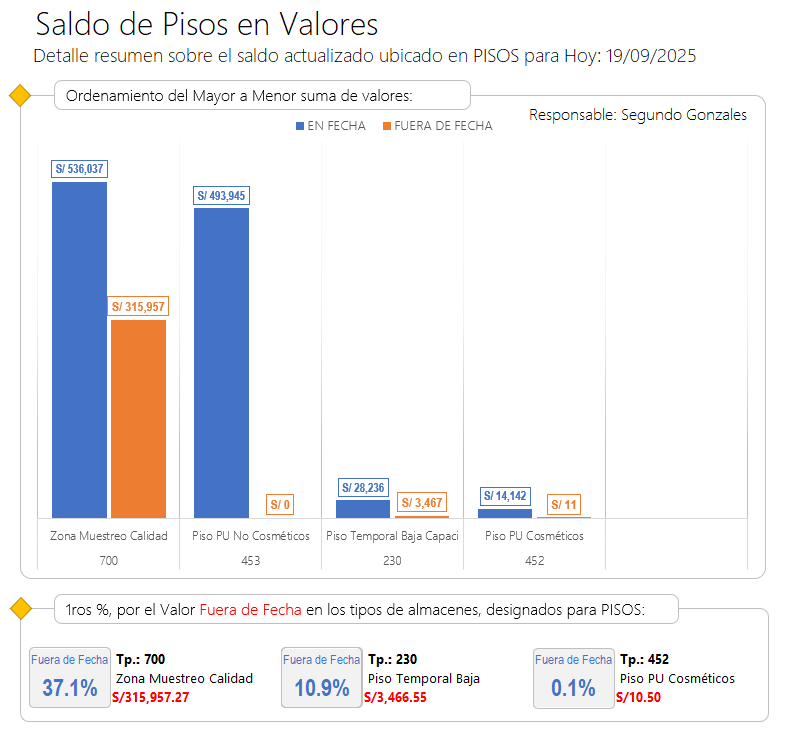 Saldo de Pisos en Valores
Detalle resumen sobre el saldo actualizado ubicado en PISOS para Hoy: 19/09/2025
Ordenamiento del Mayor a Menor suma de valores:
Responsable: Segundo Gonzales
EN FECHA FUERA DE FECHA
S/ 536,037
S/ 493,945
S/ 315,957
S/ 28,236
S/ 14,142
S/ 0
S/ 3,467
S/ 11
Zona Muestreo Calidad Piso PU No Cosméticos Piso Temporal Baja Capaci Piso PU Cosméticos
700 453 230 452
1ros %, por el Valor Fuera de Fecha en los tipos de almacenes, designados para PISOS:
Fuera de Fecha
37.1%
Tp.: 700
Zona Muestreo Calidad
S/315,957.27
Fuera de Fecha
10.9%
Tp.: 230
Piso Temporal Baja
S/3,466.55
Fuera de Fecha
0.1%
Tp.: 452
Piso PU Cosméticos
S/10.50